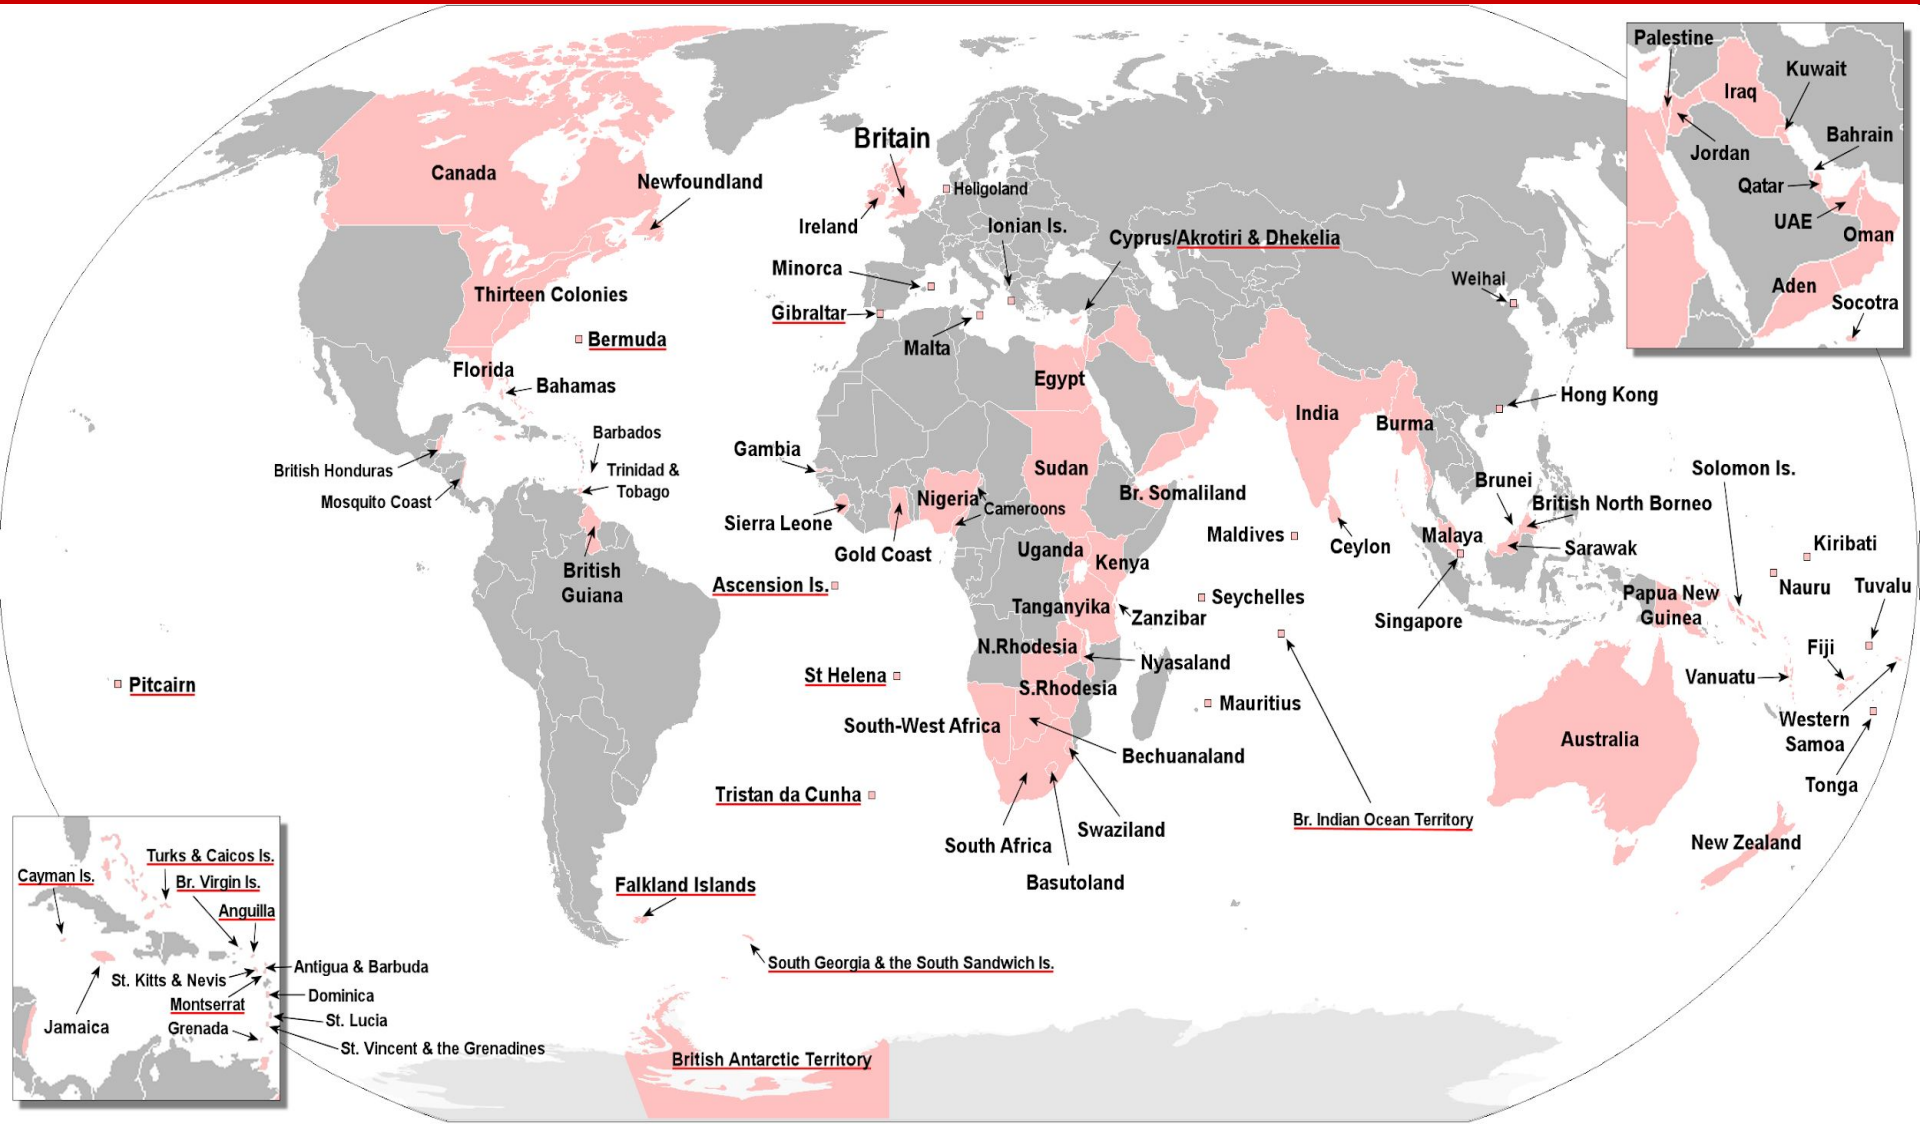 Palestine
Kuwait
Iraq
Bahrain
Jordan
Qatar
UAE
Oman
Aden
Socotra
Britain
Canada
Newfoundland
Heligoland
Ireland
Ionian Is.
Cyprus/Akrotiri & Dhekelia
Minorca
Weihai
Thirteen Colonies
Gibraltar
Bermuda
Malta
Florida
Egypt
Bahamas
Hong Kong
India
Burma
Barbados
Gambia
British Honduras
Trinidad &
Tobago
Mosquito Coast
Sudan
Solomon Is.
Brunei
Nigeria
Br. Somaliland
British North Borneo
Cameroons
Sierra Leone
Maldives
Malaya
Gold Coast
Uganda
Kenya
Ceylon
Sarawak
Kiribati
British
Guiana
Ascension Is.
Nauru
Tuvalu
Tanganyika
Zanzibar
Seychelles
Singapore
Papua New
Guinea
N.Rhodesia
Nyasaland
Fiji
Pitcairn
St Helena
S.Rhodesia
Vanuatu
Mauritius
South-West Africa
Western
Samoa
Australia
Bechuanaland
Tonga
Tristan da Cunha
Swaziland
Br. Indian Ocean Territory
South Africa
New Zealand
Basutoland
Falkland Islands
South Georgia & the South Sandwich Is.
British Antarctic Territory
Turks & Caicos Is.
Cayman Is.
Br. Virgin Is.
Anguilla
Antigua & Barbuda
St. Kitts & Nevis
Dominica
Montserrat
St. Lucia
Jamaica
Grenada
St. Vincent & the Grenadines